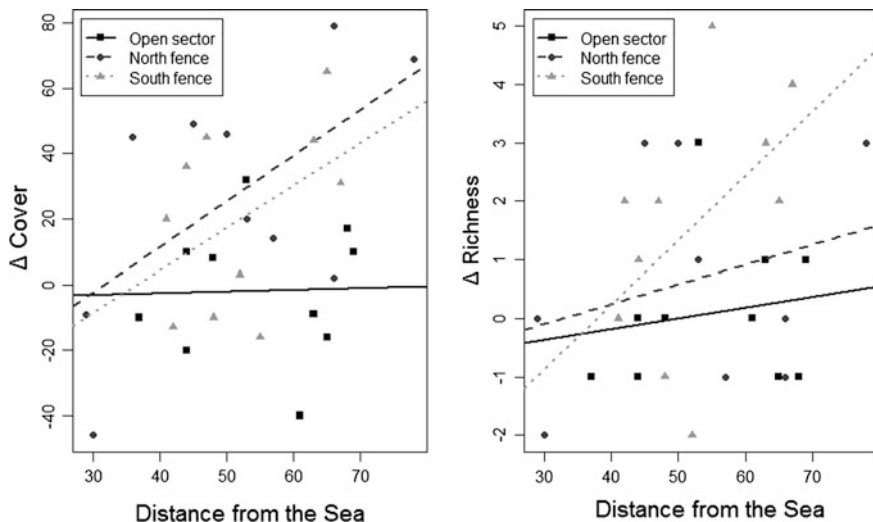 Open sector
North fence
South fence
Δ Cover
80
60
40
20
0
-20
-40
30 40 50 60 70
Distance from the Sea
Open sector
North fence
South fence
Δ Richness
5
4
3
2
1
0
-1
-2
30 40 50 60 70
Distance from the Sea